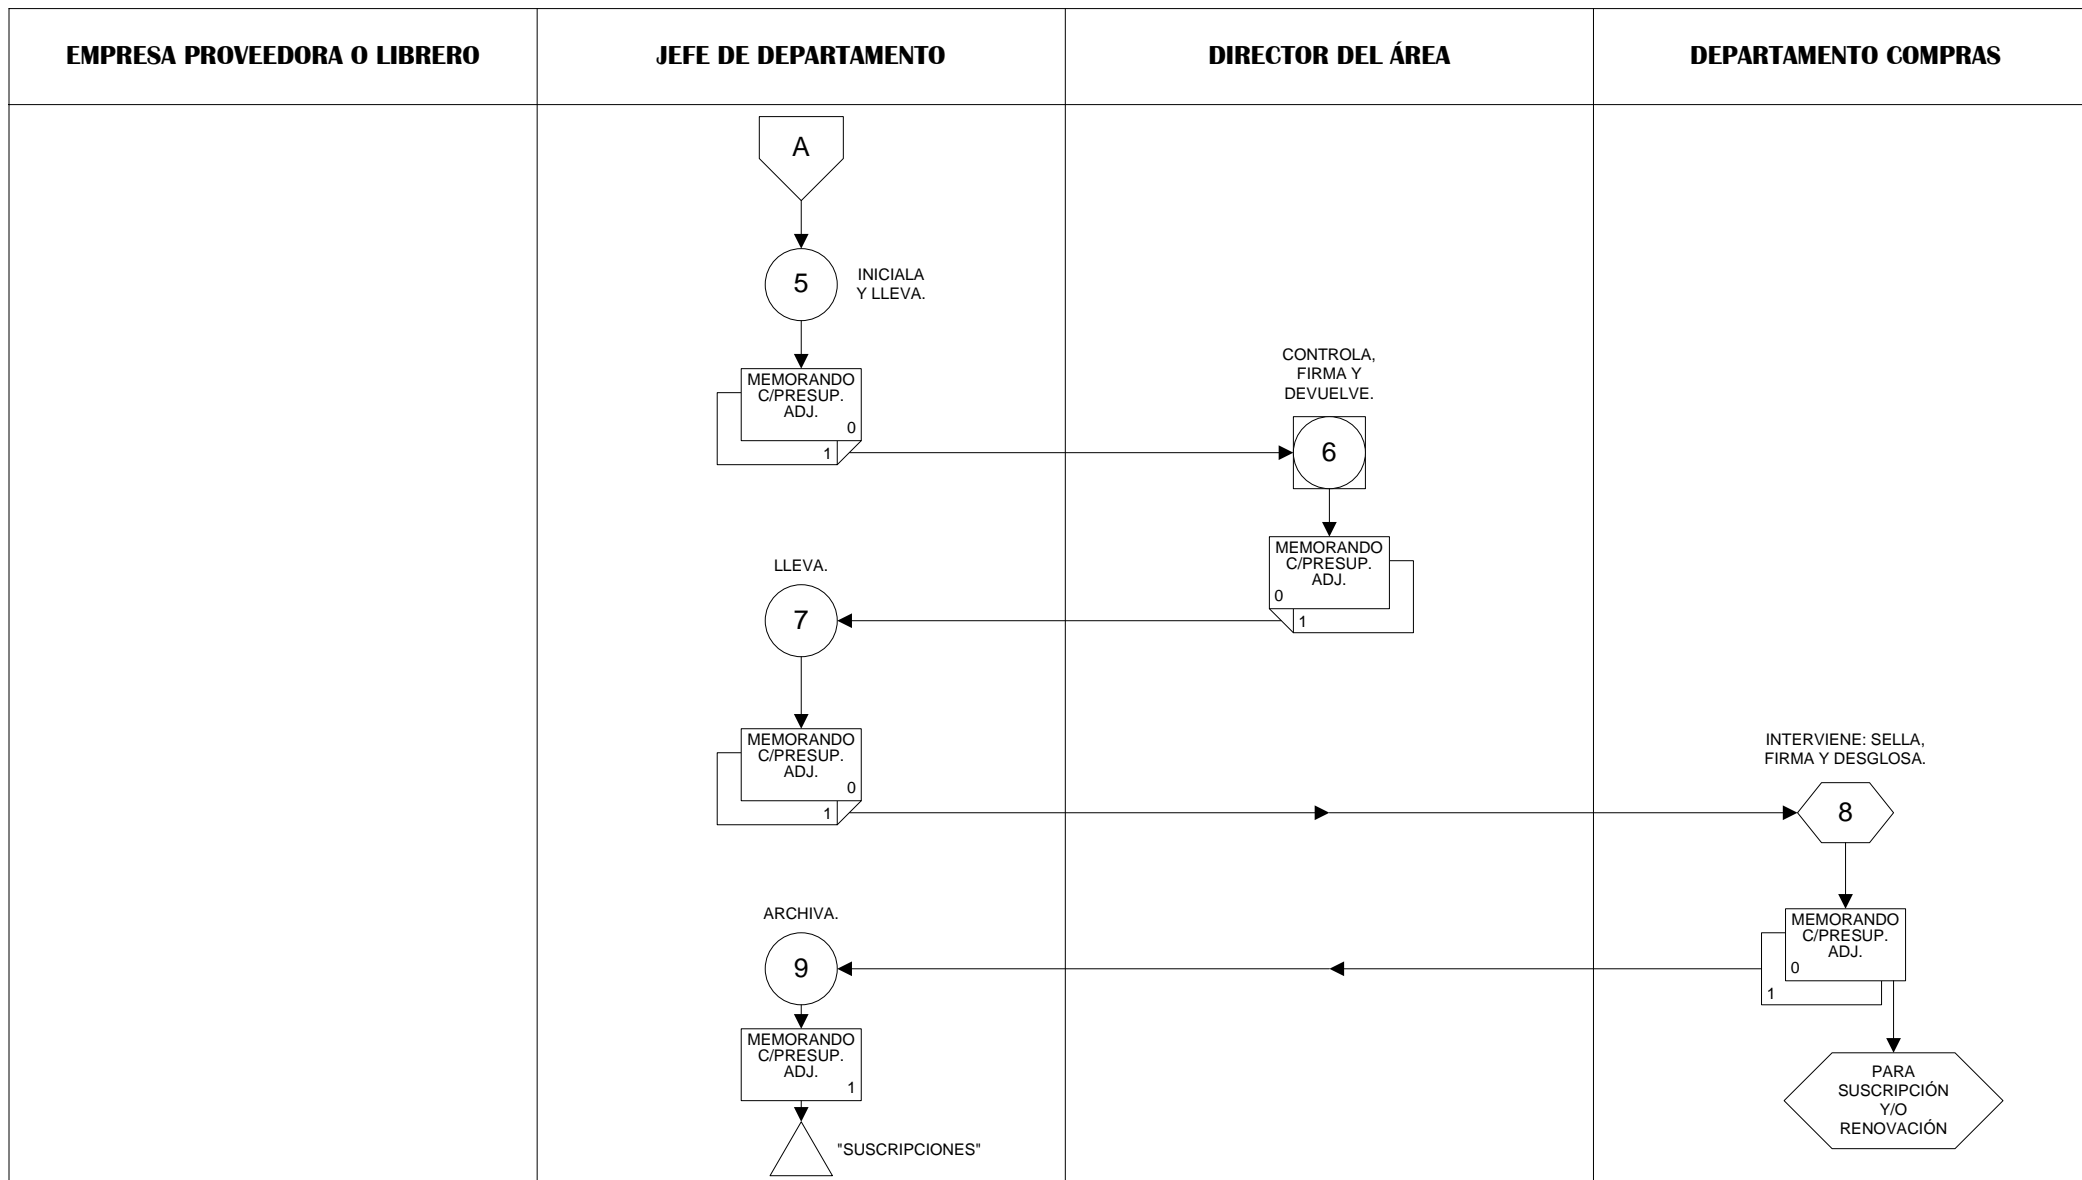 EMPRESA PROVEEDORA O LIBRERO
JEFE DE DEPARTAMENTO
DIRECTOR DEL ÁREA
DEPARTAMENTO COMPRAS
A
5
INICIALA
Y LLEVA.
MEMORANDO
C/PRESUP.
ADJ.
0
1
CONTROLA,
FIRMA Y
DEVUELVE.
6
MEMORANDO
C/PRESUP.
ADJ.
0
1
LLEVA.
7
MEMORANDO
C/PRESUP.
ADJ.
0
1
INTERVIENE: SELLA,
FIRMA Y DESGLOSA.
8
MEMORANDO
C/PRESUP.
ADJ.
0
1
PARA
SUSCRIPCIÓN
Y/O
RENOVACIÓN
ARCHIVA.
9
MEMORANDO
C/PRESUP.
ADJ.
1
"SUSCRIPCIONES"